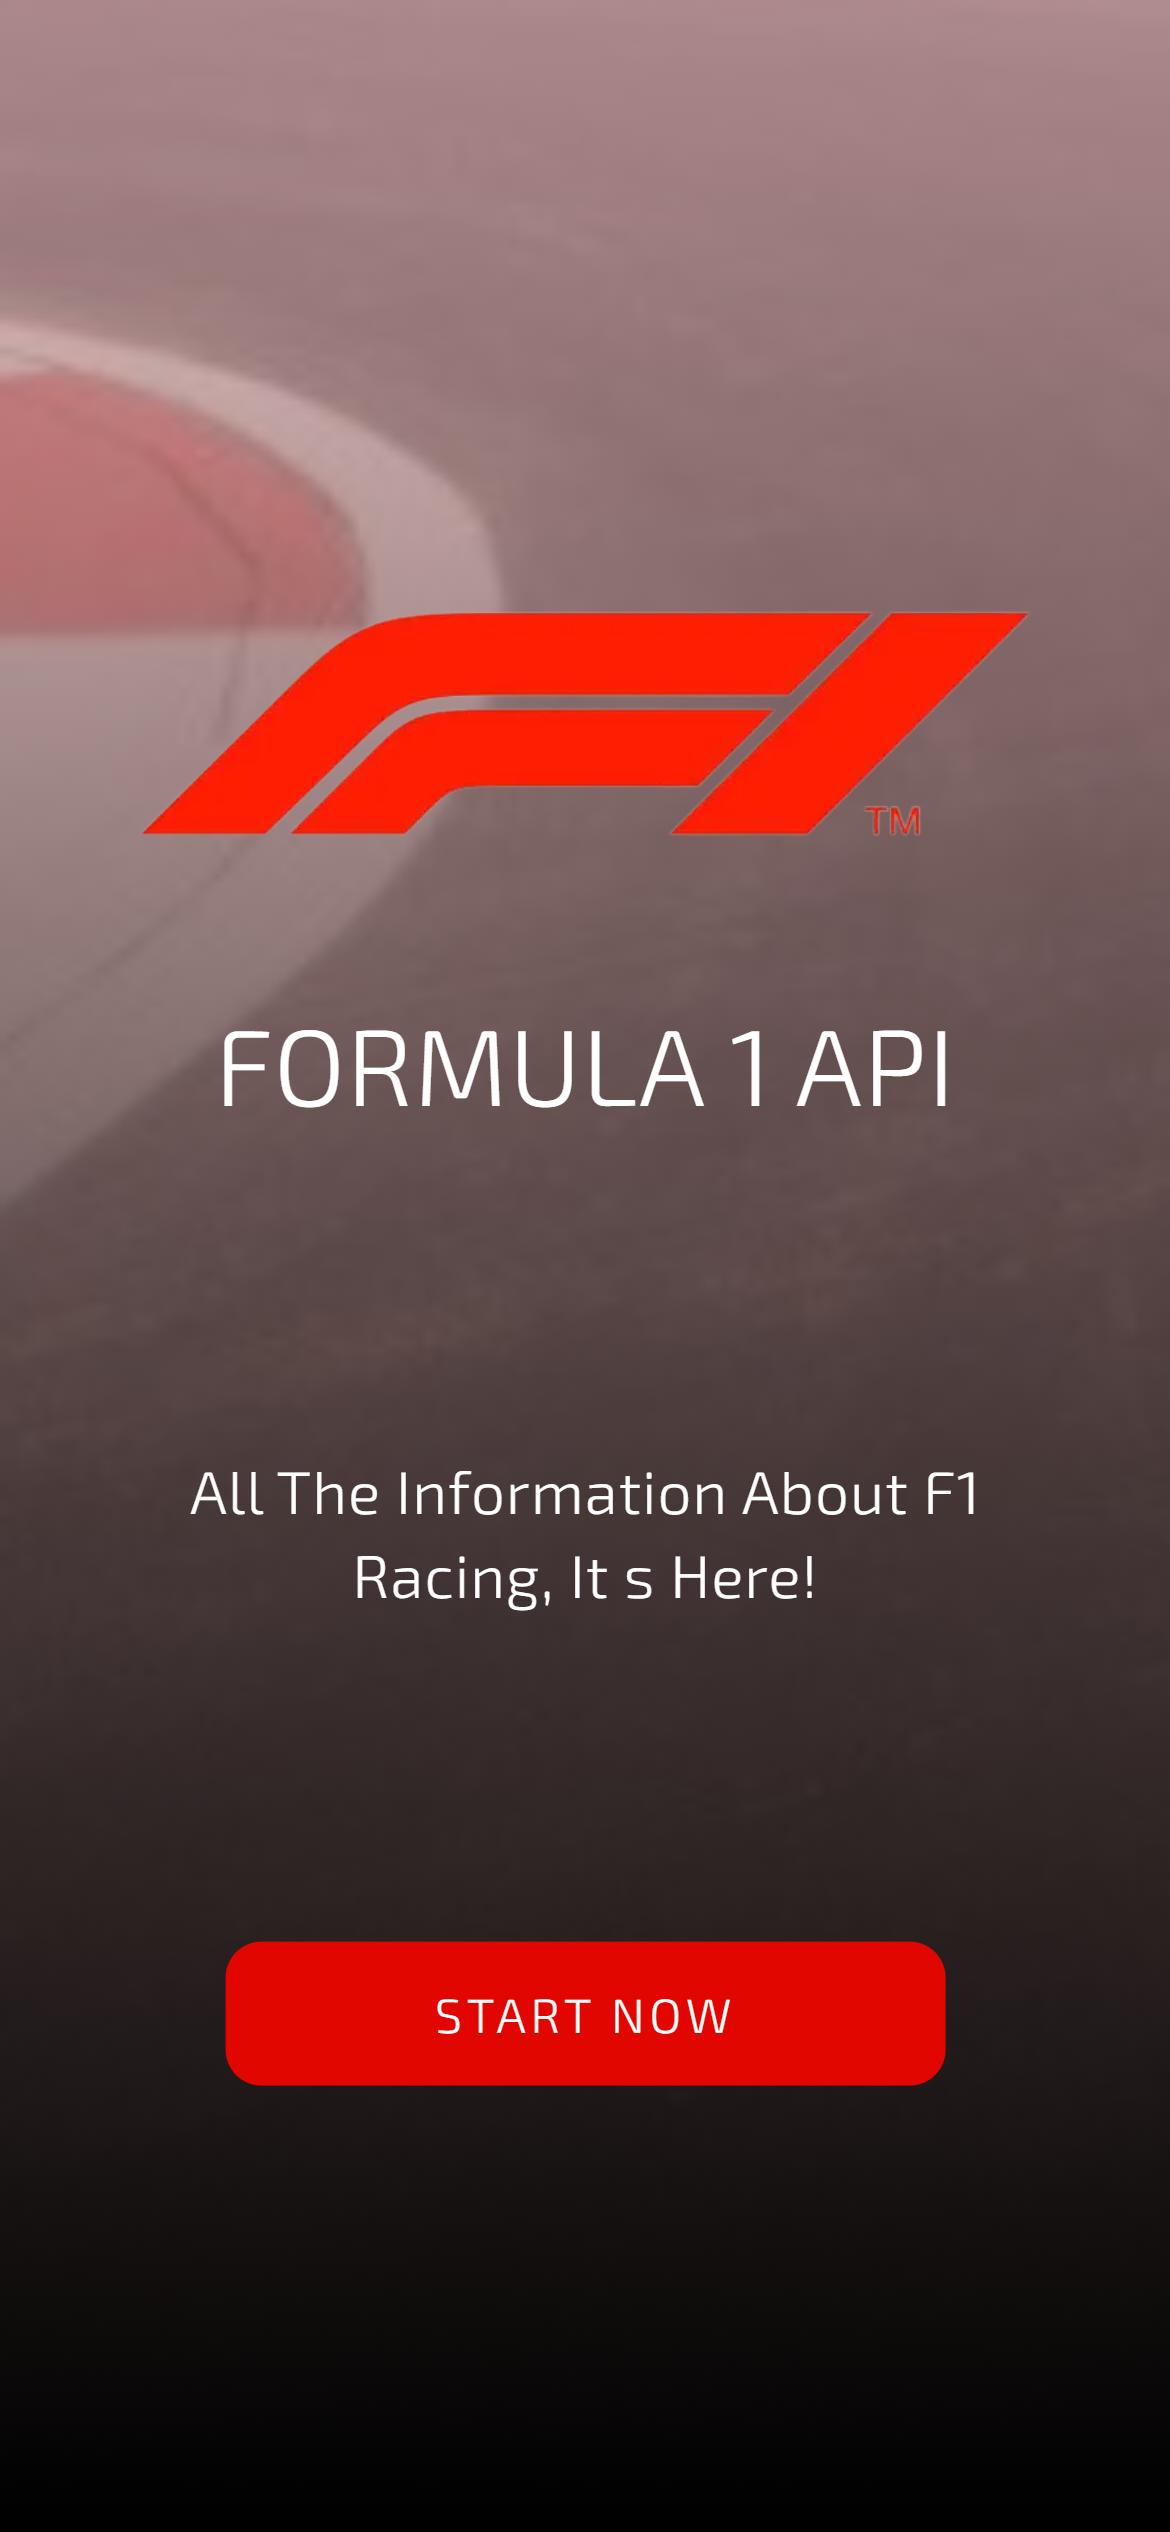 F1
TM
FORMULA 1 API
All The Information About F1
Racing, It s Here!
START NOW